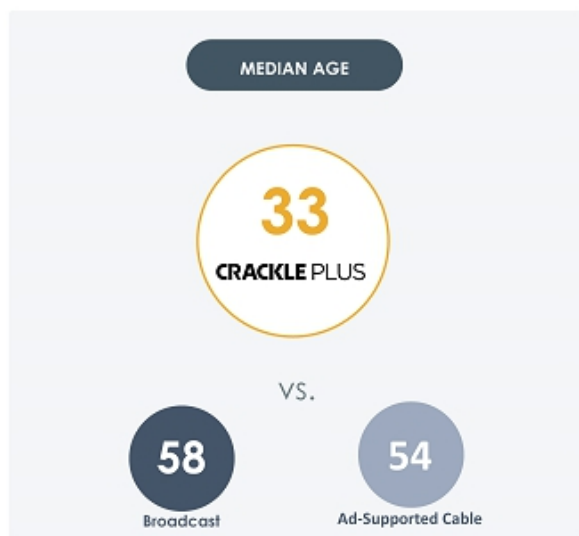 MEDIAN AGE
33
CRACKLE PLUS
VS.
58
54
Broadcast
Ad-Supported Cable